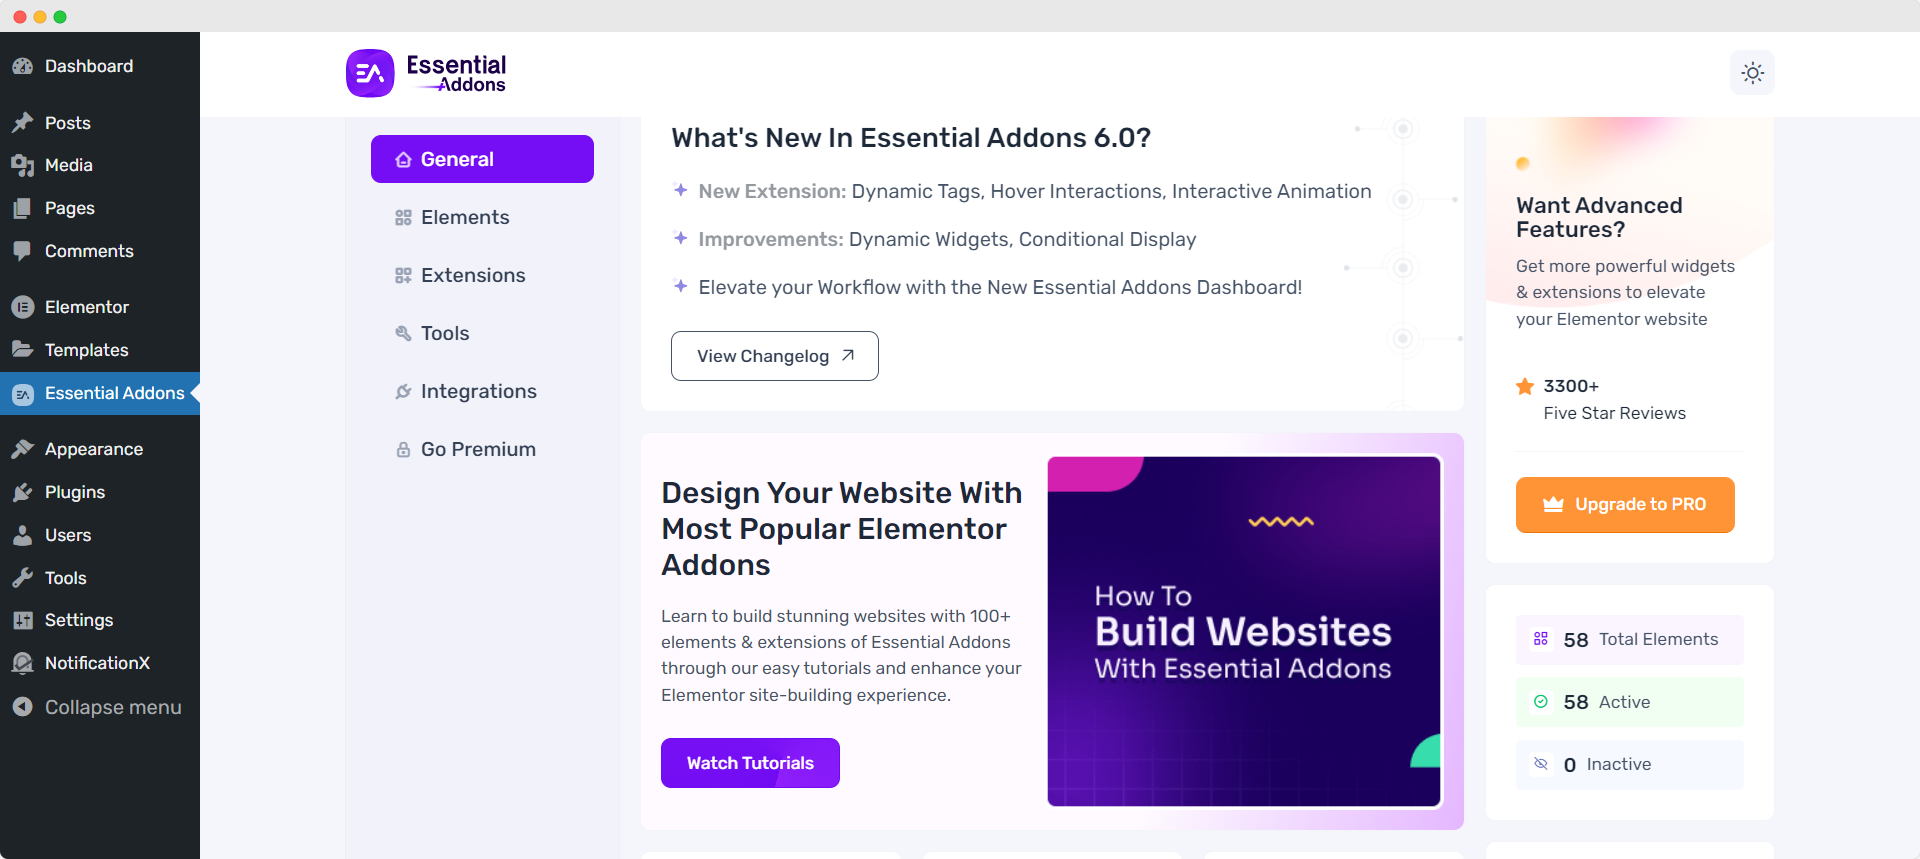 Dashboard
Posts
Media
Pages
Comments
Elementor
Templates
Essential Addons
Appearance
Plugins
Users
Tools
Settings
NotificationX
Collapse menu
EA
Essential
Addons
General
Elements
Extensions
Tools
Integrations
Go Premium
What's New In Essential Addons 6.0?
New Extension: Dynamic Tags, Hover Interactions, Interactive Animation
Improvements: Dynamic Widgets, Conditional Display
Elevate your Workflow with the New Essential Addons Dashboard!
View Changelog
Design Your Website With
Most Popular Elementor
Addons
Learn to build stunning websites with 100+
elements & extensions of Essential Addons
through our easy tutorials and enhance your
Elementor site-building experience.
Watch Tutorials
How To
Build Websites
With Essential Addons
Want Advanced
Features?
Get more powerful widgets
& extensions to elevate
your Elementor website
3300+
Five Star Reviews
Upgrade to PRO
58 Total Elements
58 Active
0 Inactive